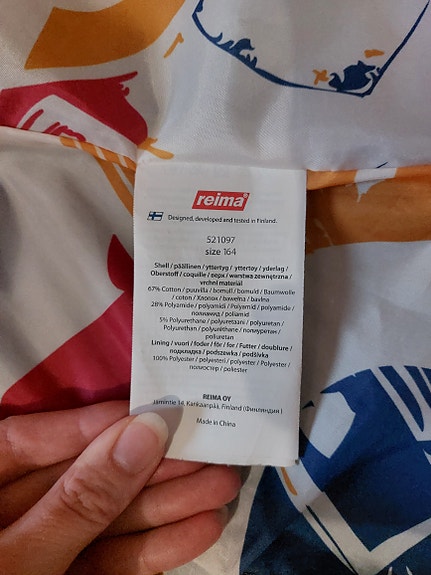 reima®
Designed, developed and tested in Finland.
521097
size 164
Shell / päällinen / yttertyg / yttertøy / yderlag /
Oberstoff / coquille / верх / warstwa zewnętrzna /
vrchní materiál
67% Cotton / puuvilla / bomull / bomuld / Baumwolle
/ coton / Хлопок / bawełna / bavlna
28% Polyamide / polyamidi / Polyamid / polyamide /
полиамид / poliamid
5% Polyurethane / polyuretaani / polyuretan /
Polyurethan / polyuréthane / полиуретан /
poliuretan
Lining / vuori / foder / fôr / for / Futter / doublure /
подкладка / podszewka / podšívka
100% Polyester / polyesteri / polyester / Polyester /
полиэстер / poliester
REIMA OY
Jämintie 14, Kankaanpää, Finland (Финляндия )
Made in China